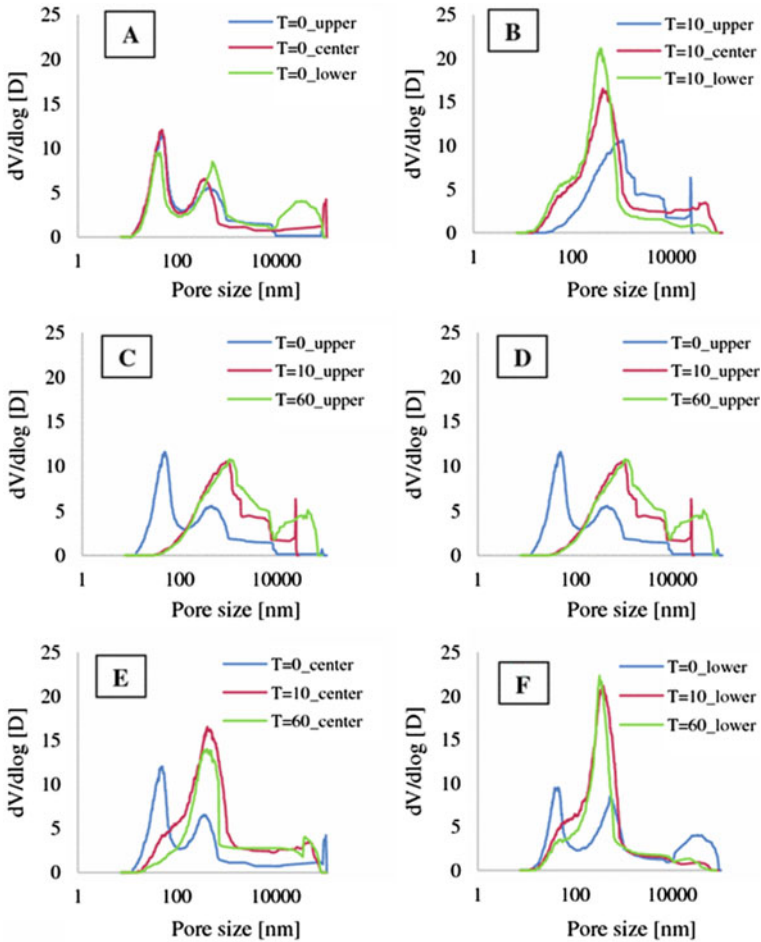 A
T=0_upper
T=0_center
T=0_lower
dV/dlog [D]
25
20
15
10
5
0
1 100 10000
Pore size [nm]
B
T=10_upper
T=10_center
T=10_lower
dV/dlog [D]
25
20
15
10
5
0
1 100 10000
Pore size [nm]
C
T=0_upper
T=10_upper
T=60_upper
dV/dlog [D]
25
20
15
10
5
0
1 100 10000
Pore size [nm]
D
T=0_upper
T=10_upper
T=60_upper
dV/dlog [D]
25
20
15
10
5
0
1 100 10000
Pore size [nm]
E
T=0_center
T=10_center
T=60_center
dV/dlog [D]
25
20
15
10
5
0
1 100 10000
Pore size [nm]
F
T=0_lower
T=10_lower
T=60_lower
dV/dlog [D]
25
20
15
10
5
0
1 100 10000
Pore size [nm]